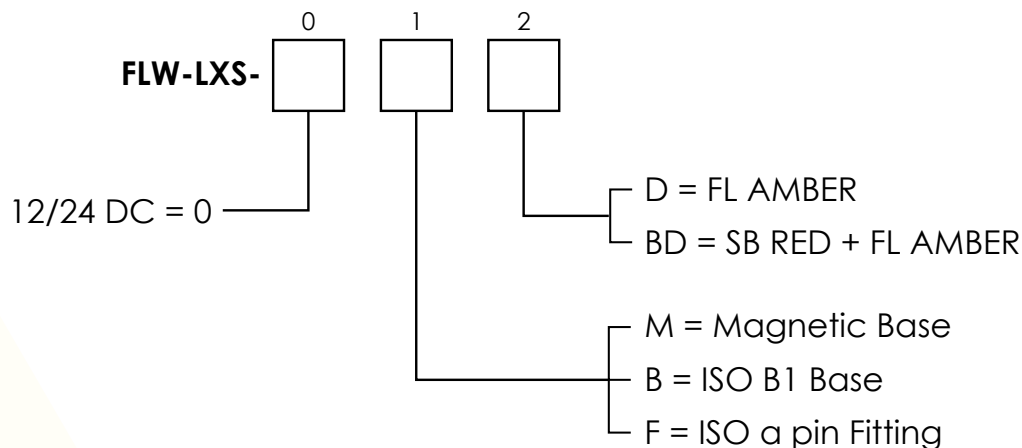 0 1 2
FLW-LXS-
12/24 DC = 0
D = FL AMBER
BD = SB RED + FL AMBER
M = Magnetic Base
B = ISO B1 Base
F = ISO a pin Fitting